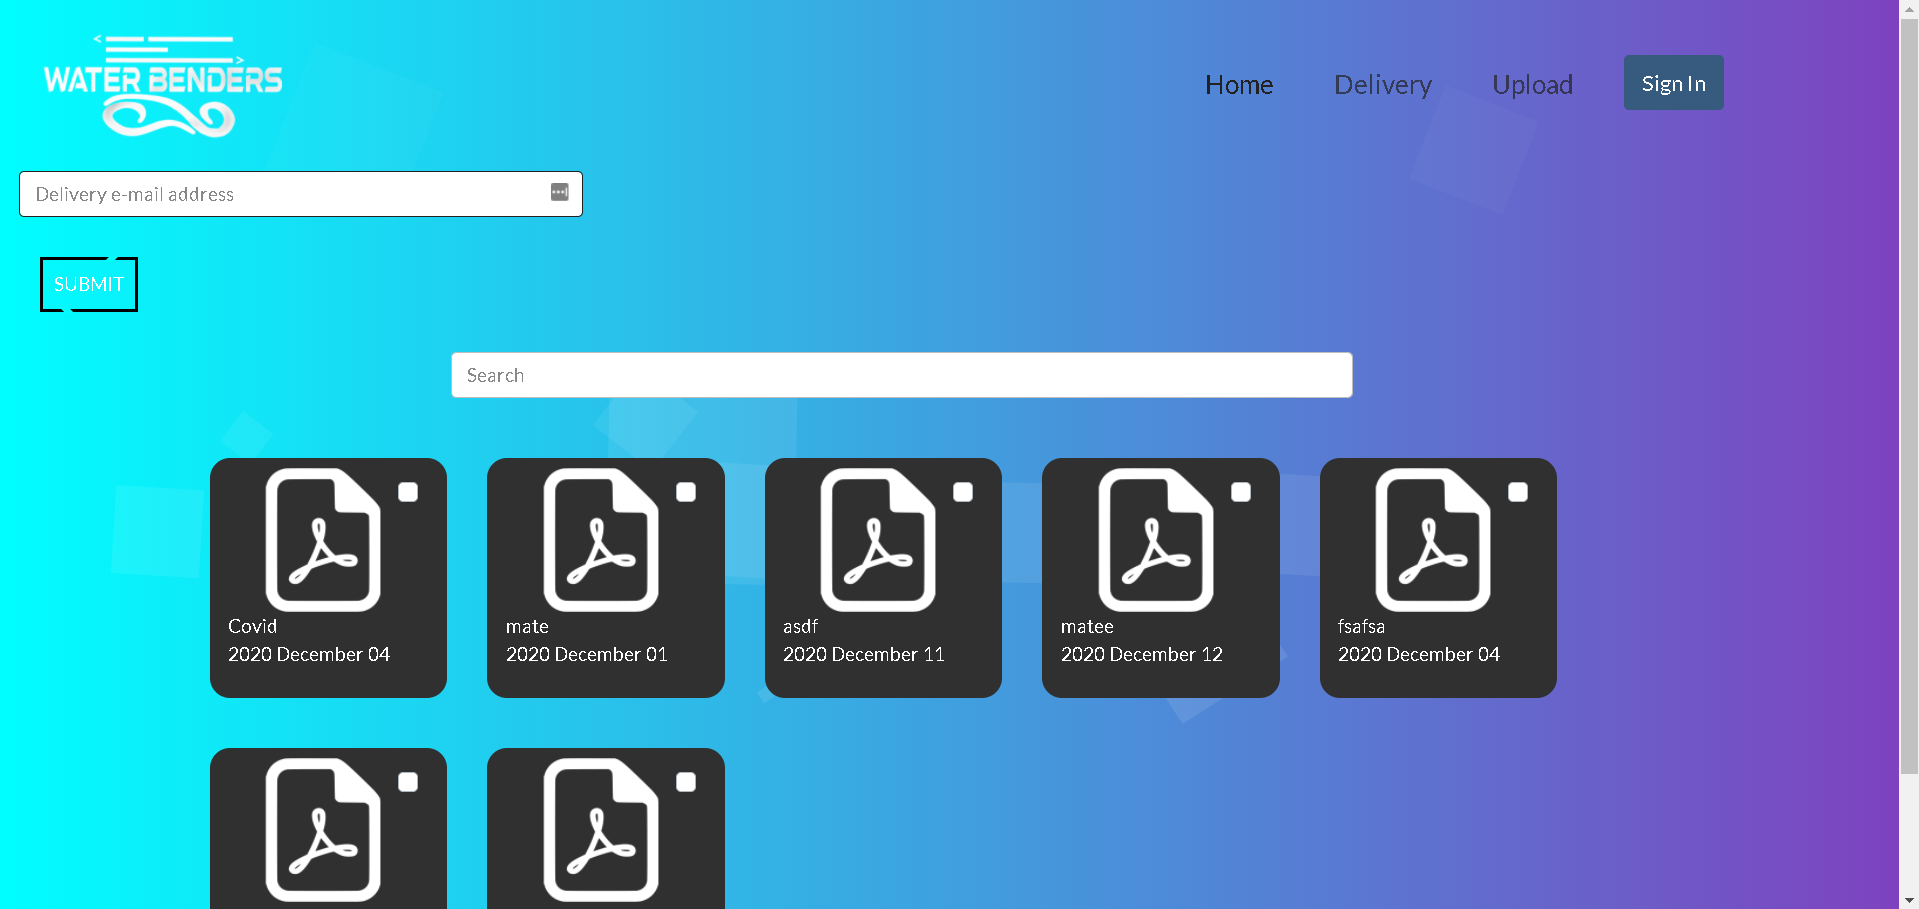 WATER BENDERS
Home
Delivery
Upload
Sign In
Delivery e-mail address
SUBMIT
Search
Covid
2020 December 04
mate
2020 December 01
asdf
2020 December 11
matee
2020 December 12
fsafsa
2020 December 04